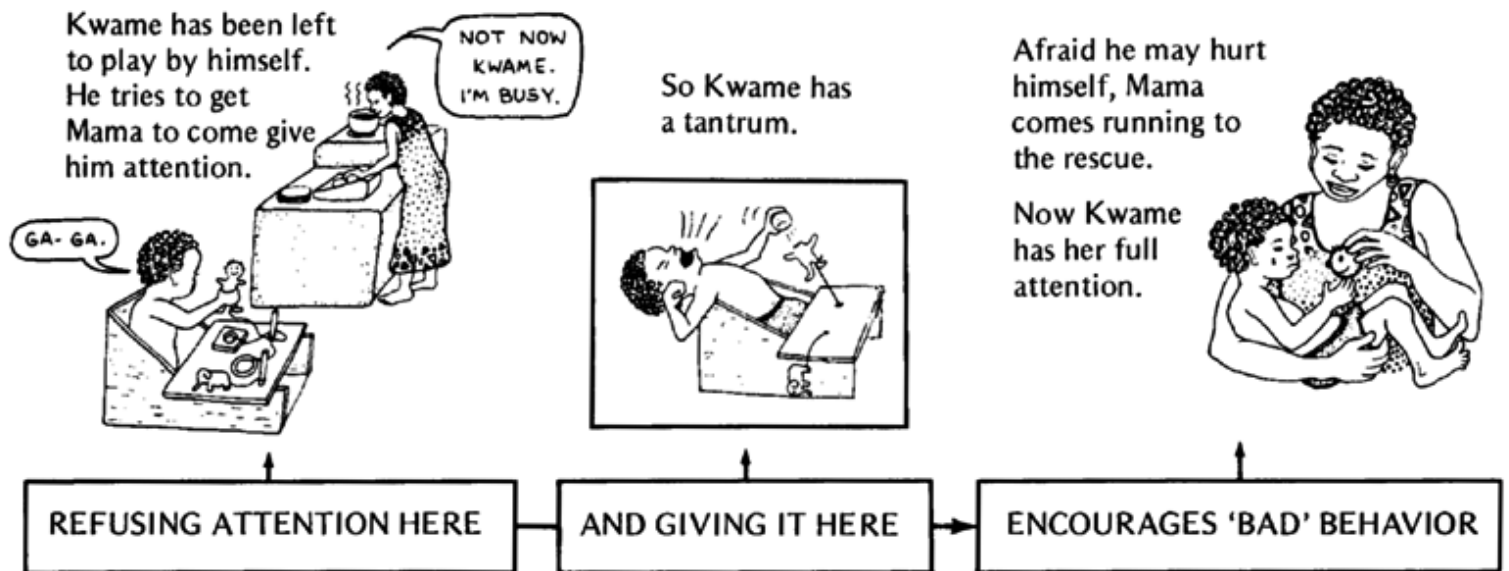 Kwame has been left
to play by himself.
He tries to get
Mama to come give
him attention.
NOT NOW
KWAME.
I'M BUSY.
GA-GA.
So Kwame has
a tantrum.
Afraid he may hurt
himself, Mama
comes running to
the rescue.
Now Kwame
has her full
attention.
REFUSING ATTENTION HERE
AND GIVING IT HERE
ENCOURAGES ‘BAD’ BEHAVIOR